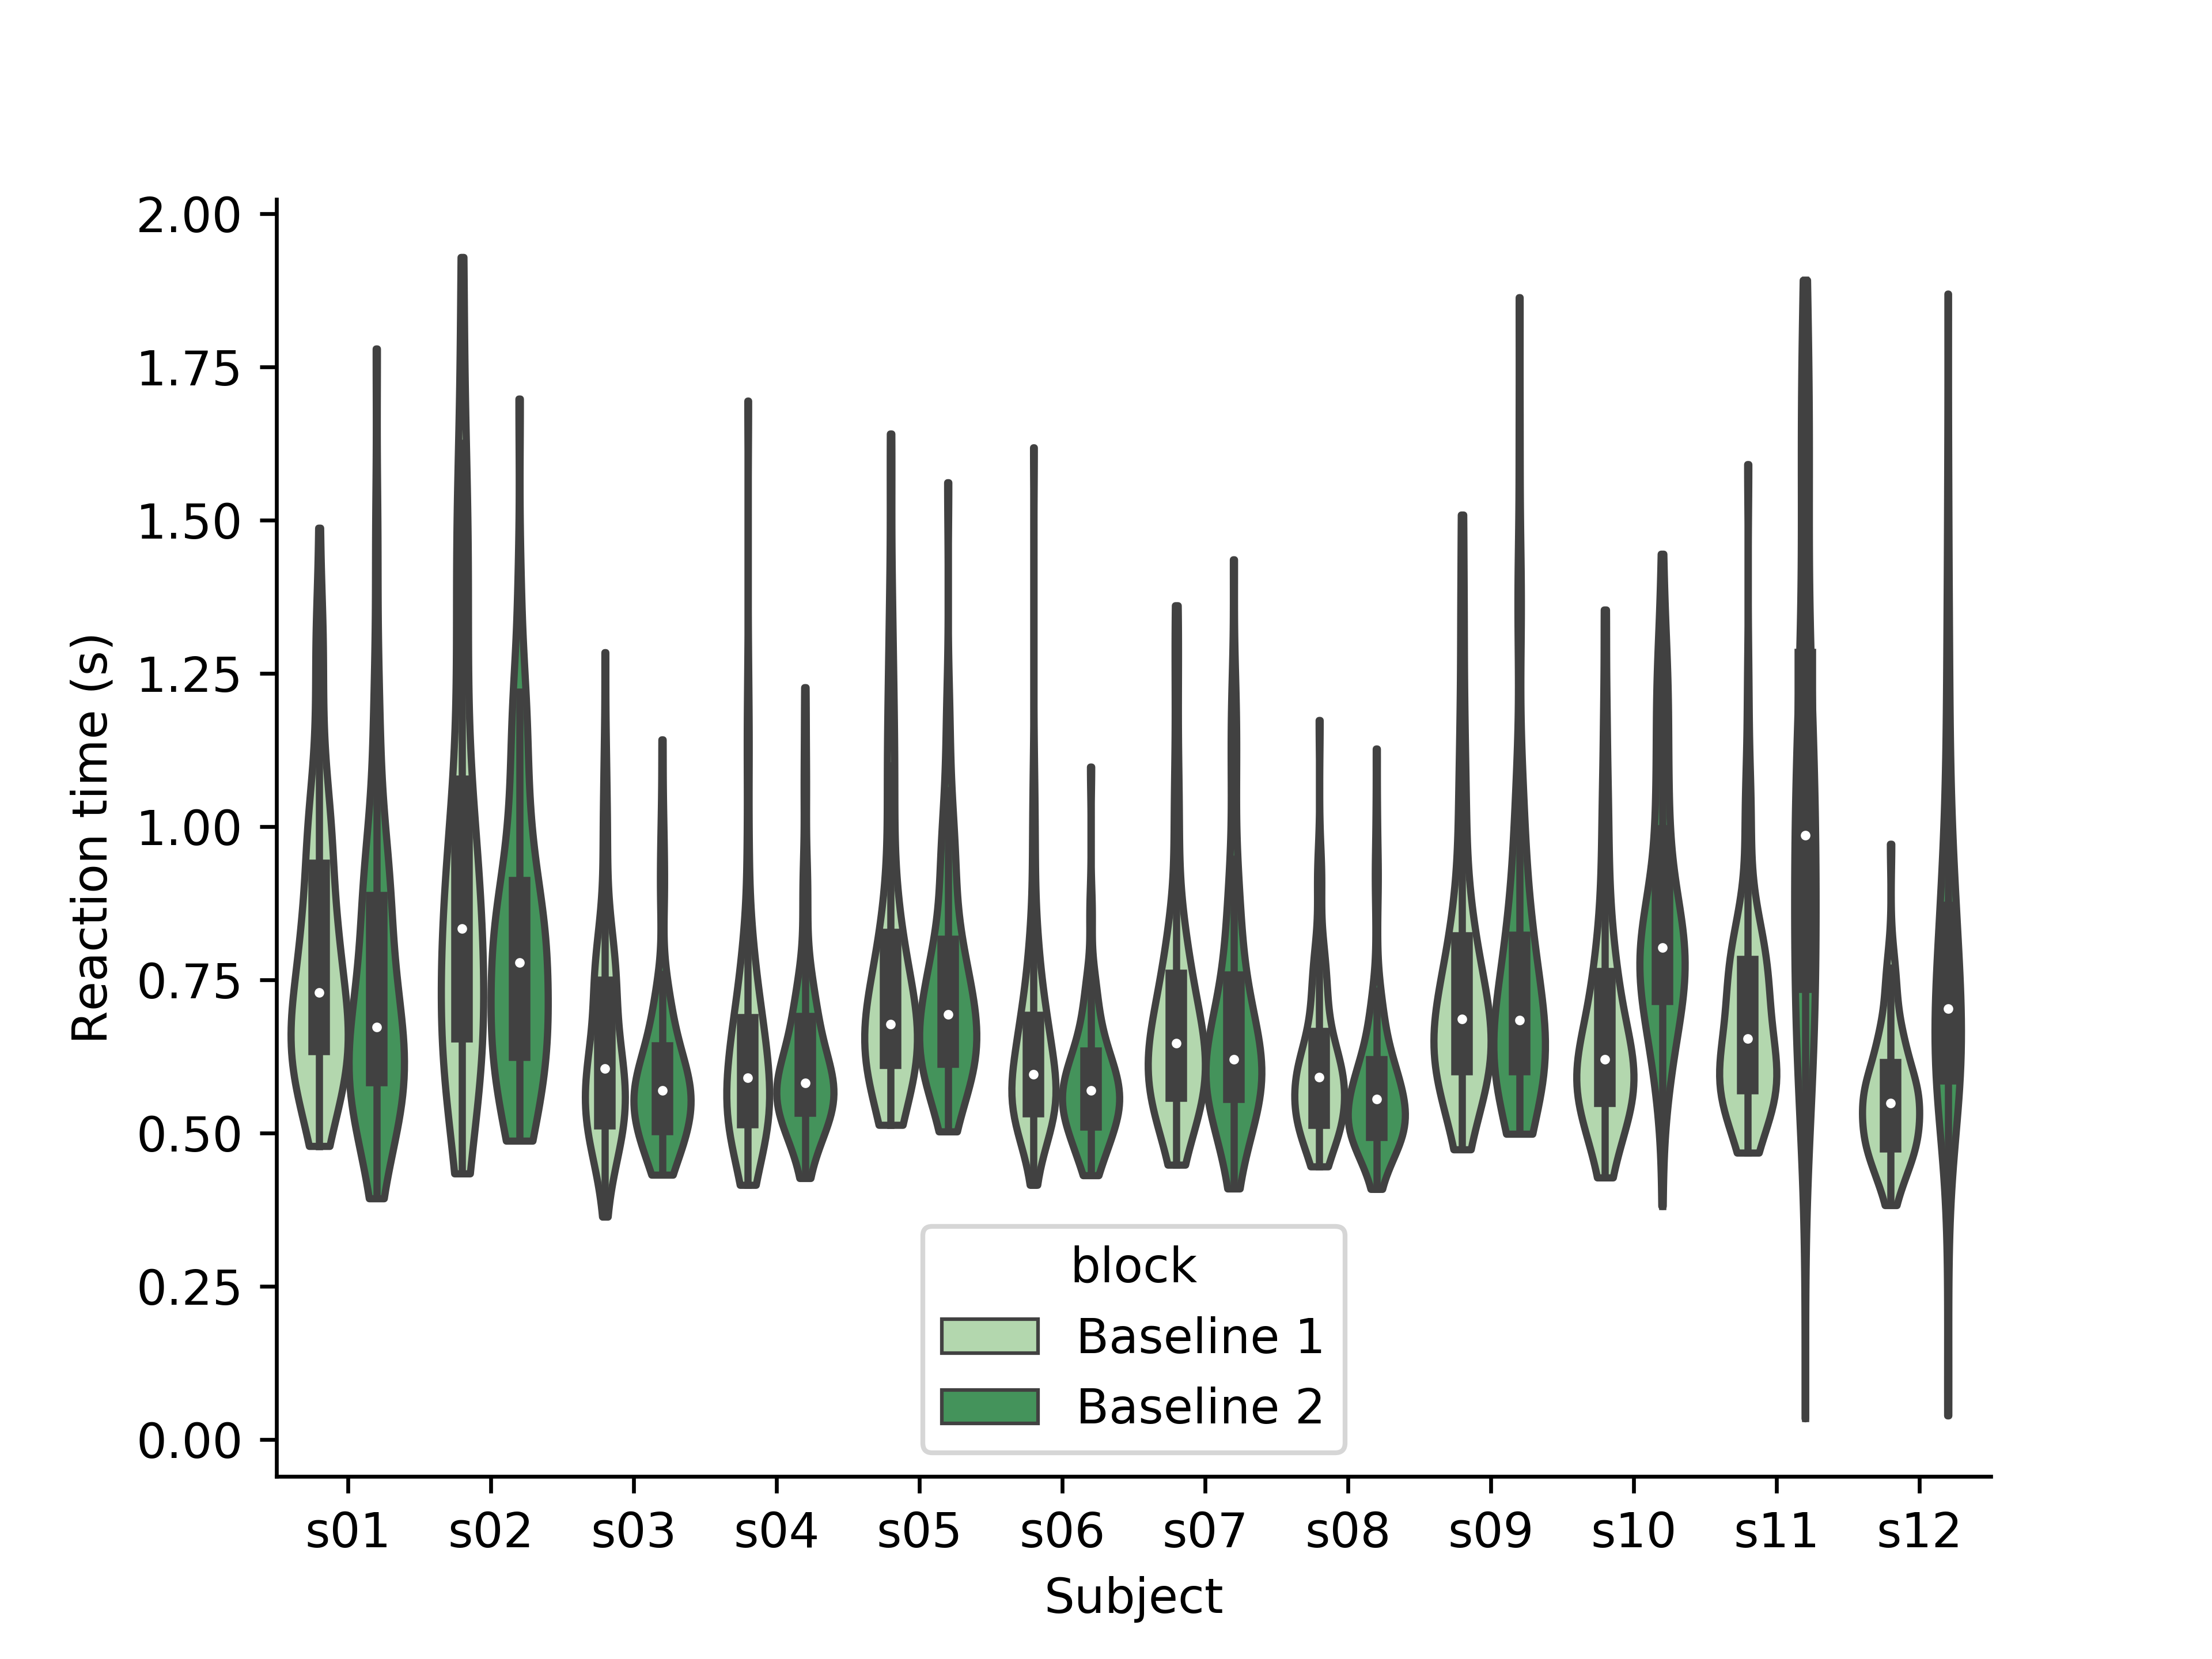 2.00
1.75
1.50
1.25
1.00
0.75
0.50
0.25
0.00
Reaction time (s)
block
Baseline 1
Baseline 2
s01 s02 s03 s04 s05 s06 s07 s08 s09 s10 s11 s12
Subject